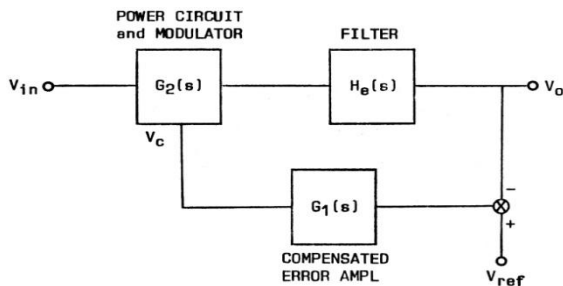 POWER CIRCUIT
and MODULATOR
FILTER
Vin
G2(s)
He(s)
Vo
Vc
G1(s)
-
+
COMPENSATED
ERROR AMPL
Vref